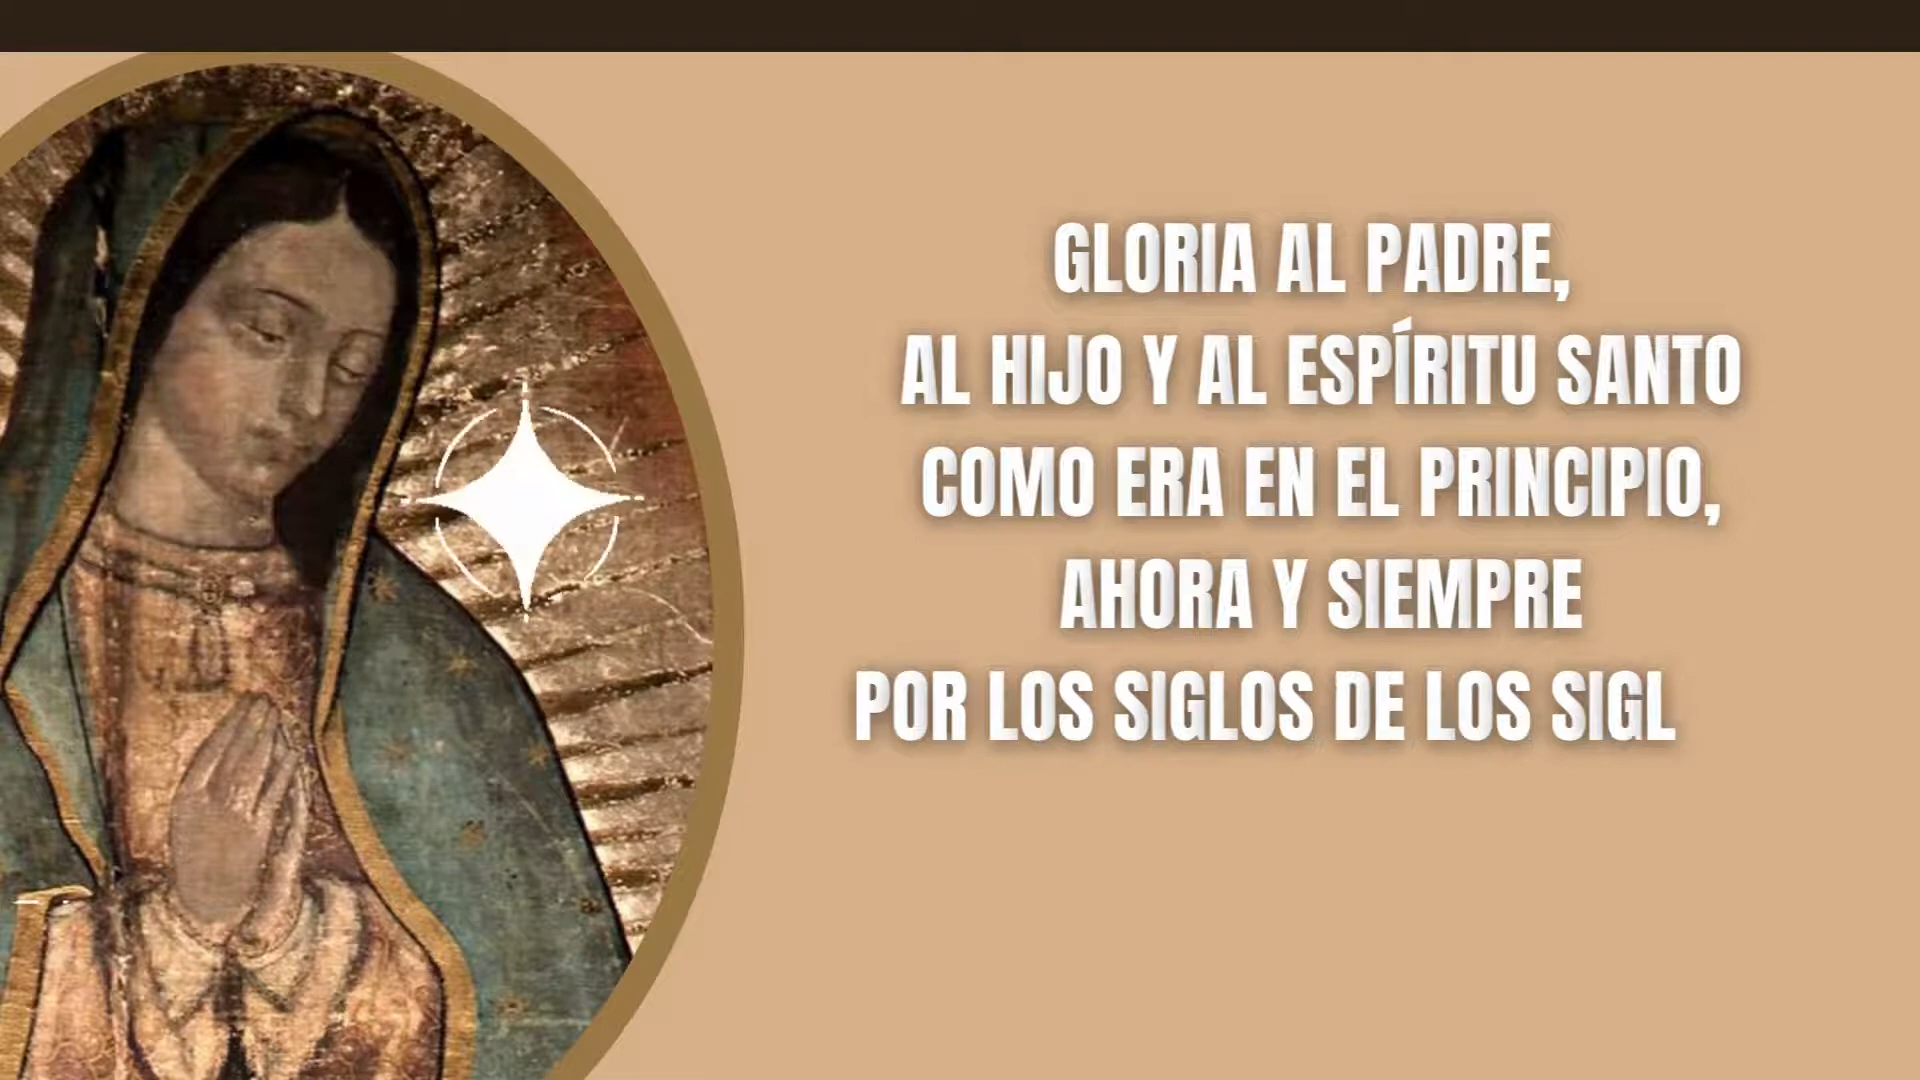 GLORIA AL PADRE,
AL HIJO Y AL ESPÍRITU SANTO
COMO ERA EN EL PRINCIPIO,
AHORA Y SIEMPRE
POR LOS SIGLOS DE LOS SIGL